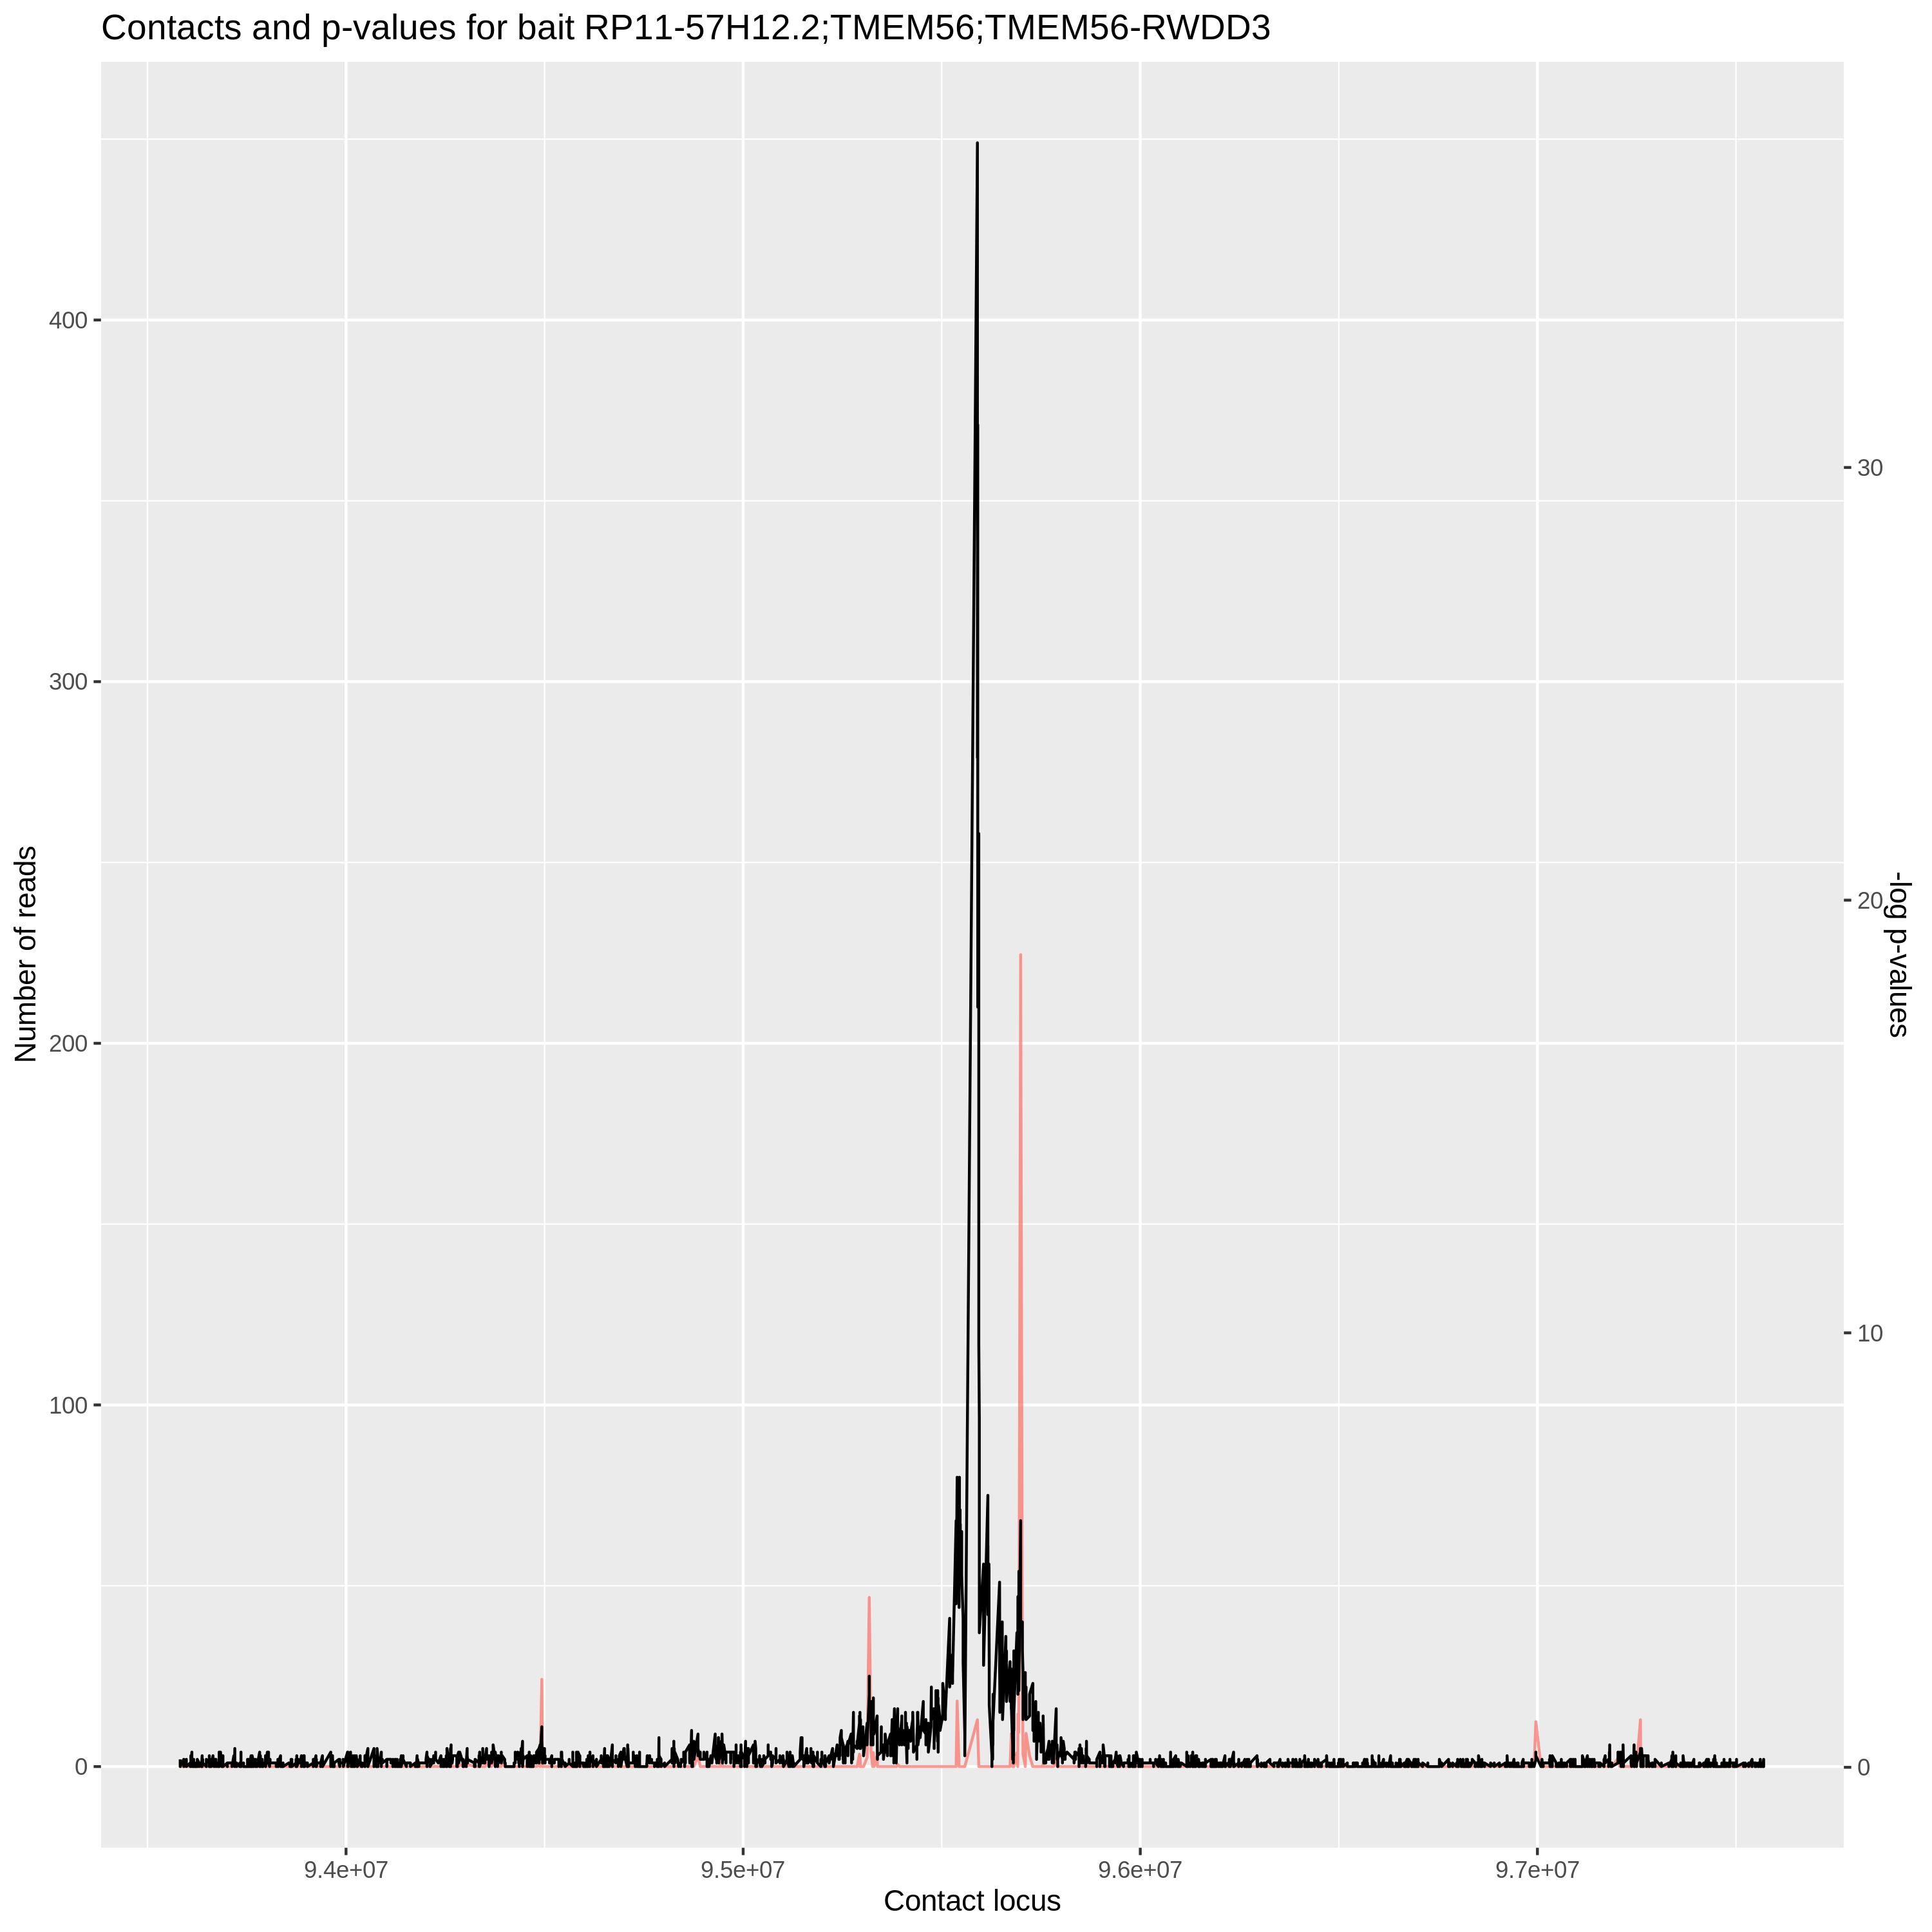 Contacts and p-values for bait RP11-57H12.2;TMEM56;TMEM56-RWDD3
Number of reads
400
300
200
100
0
30
20
10
0
-log p-values
9.4e+07 9.5e+07 9.6e+07 9.7e+07
Contact locus